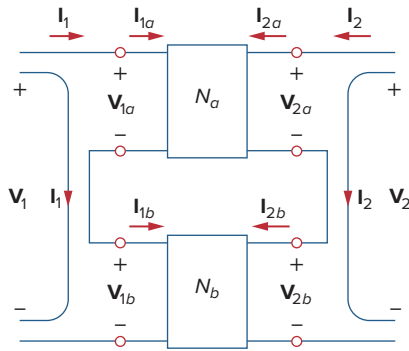 I1 I1a I2a I2
+ + + +
V1a Na V2a
− −
V1 I1 I1b I2b I2 V2
+ +
V1b Nb V2b
− − − −